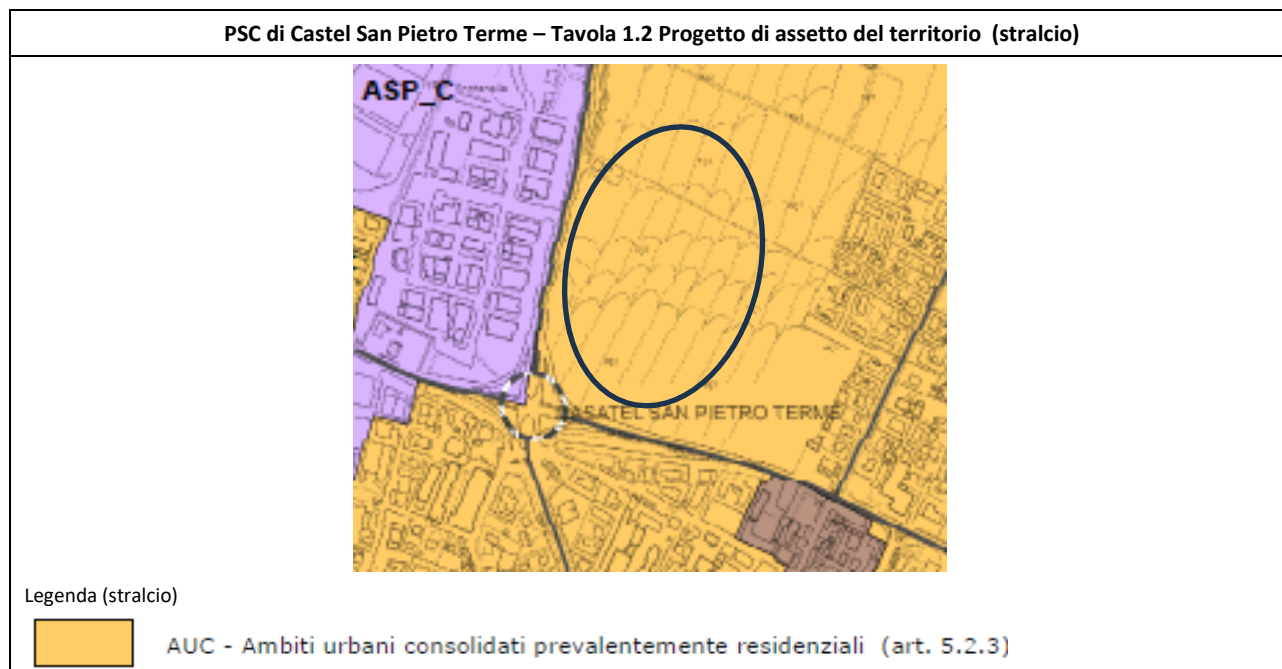 PSC di Castel San Pietro Terme – Tavola 1.2 Progetto di assetto del territorio (stralcio)
ASP_C
ASATEL SAN PIETRO TERME
Legenda (stralcio)
AUC - Ambiti urbani consolidati prevalentemente residenziali (art. 5.2.3)